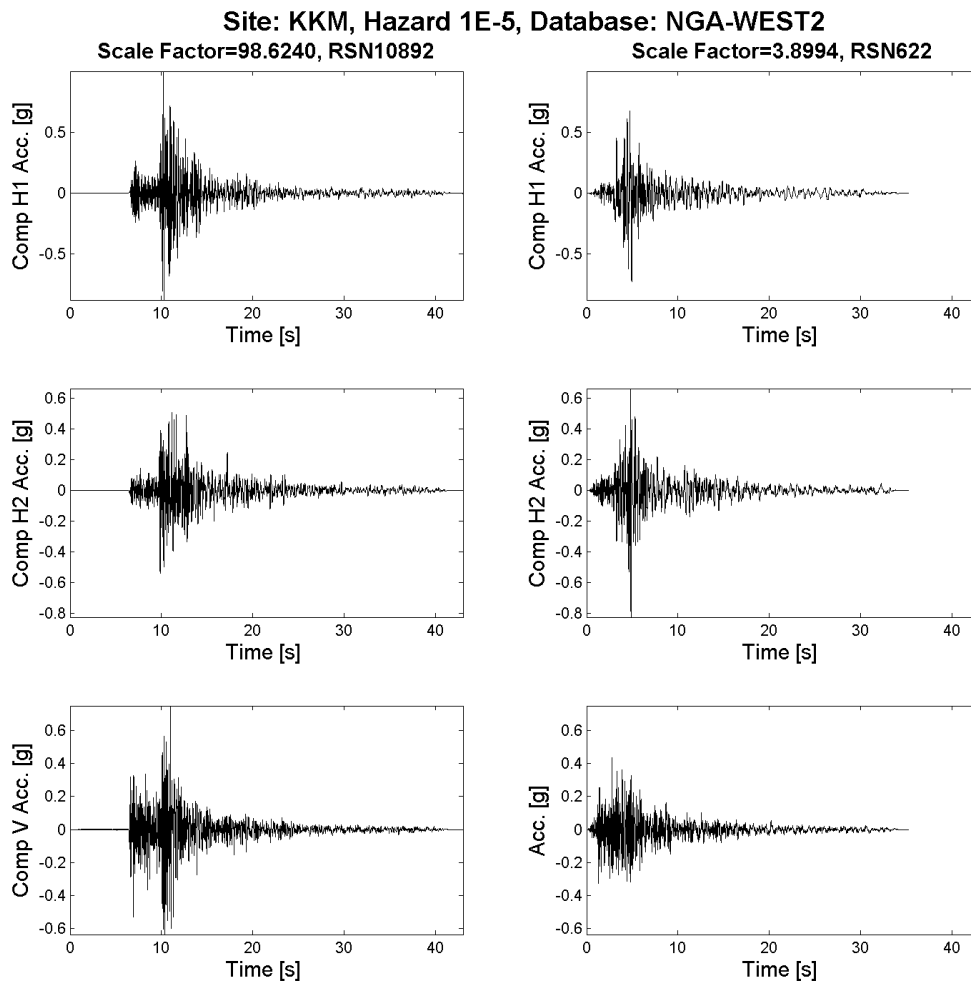 Site: KKM, Hazard 1E-5, Database: NGA-WEST2
Scale Factor=98.6240, RSN10892
Scale Factor=3.8994, RSN622
Comp H1 Acc. [g]
0.5
0
-0.5
0 10 20 30 40
Time [s]
Comp H1 Acc. [g]
0.5
0
-0.5
0 10 20 30 40
Time [s]
Comp H2 Acc. [g]
0.6
0.4
0.2
0
-0.2
-0.4
-0.6
-0.8
0 10 20 30 40
Time [s]
Comp H2 Acc. [g]
0.6
0.4
0.2
0
-0.2
-0.4
-0.6
-0.8
0 10 20 30 40
Time [s]
Comp V Acc. [g]
0.6
0.4
0.2
0
-0.2
-0.4
-0.6
0 10 20 30 40
Time [s]
Acc. [g]
0.6
0.4
0.2
0
-0.2
-0.4
-0.6
0 10 20 30 40
Time [s]